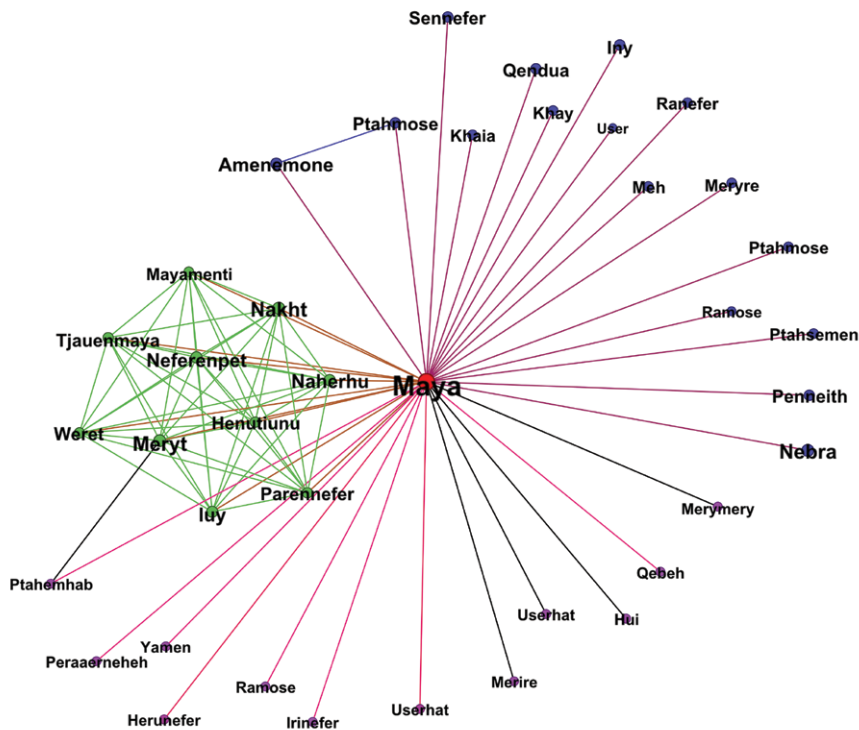 Sennefer
Iny
Qendua
Ranefer
Khay
Ptahmose
User
Khaia
Amenemone
Meh
Meryre
Ptahmose
Mayamenti
Nakht
Ramose
Ptahsemen
Tjauenmaya
Neferenpet
Naherhu
Maya
Penneith
Henutiunu
Weret
Meryt
Nebra
Parennefer
Iuy
Merymery
Qebeh
Ptahemhab
Userhat
Hui
Yamen
Peraaerneheh
Merire
Ramose
Userhat
Herunefer
Irinefer